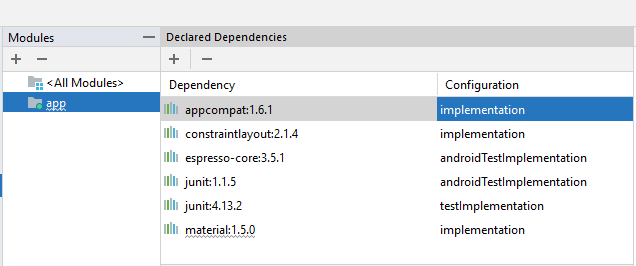 Modules
Declared Dependencies
<All Modules>
app
Dependency Configuration
appcompat:1.6.1 implementation
constraintlayout:2.1.4 implementation
espresso-core:3.5.1 androidTestImplementation
junit:1.1.5 androidTestImplementation
junit:4.13.2 testImplementation
material:1.5.0 implementation